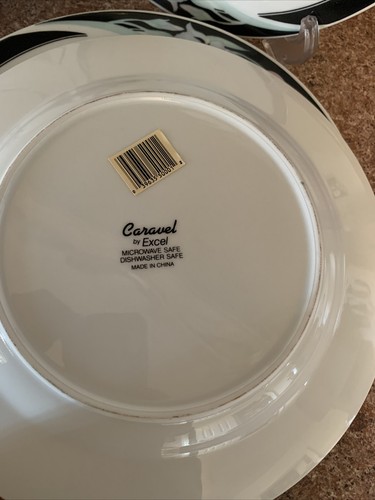 Caravel
by Excel
MICROWAVE SAFE
DISHWASHER SAFE
MADE IN CHINA